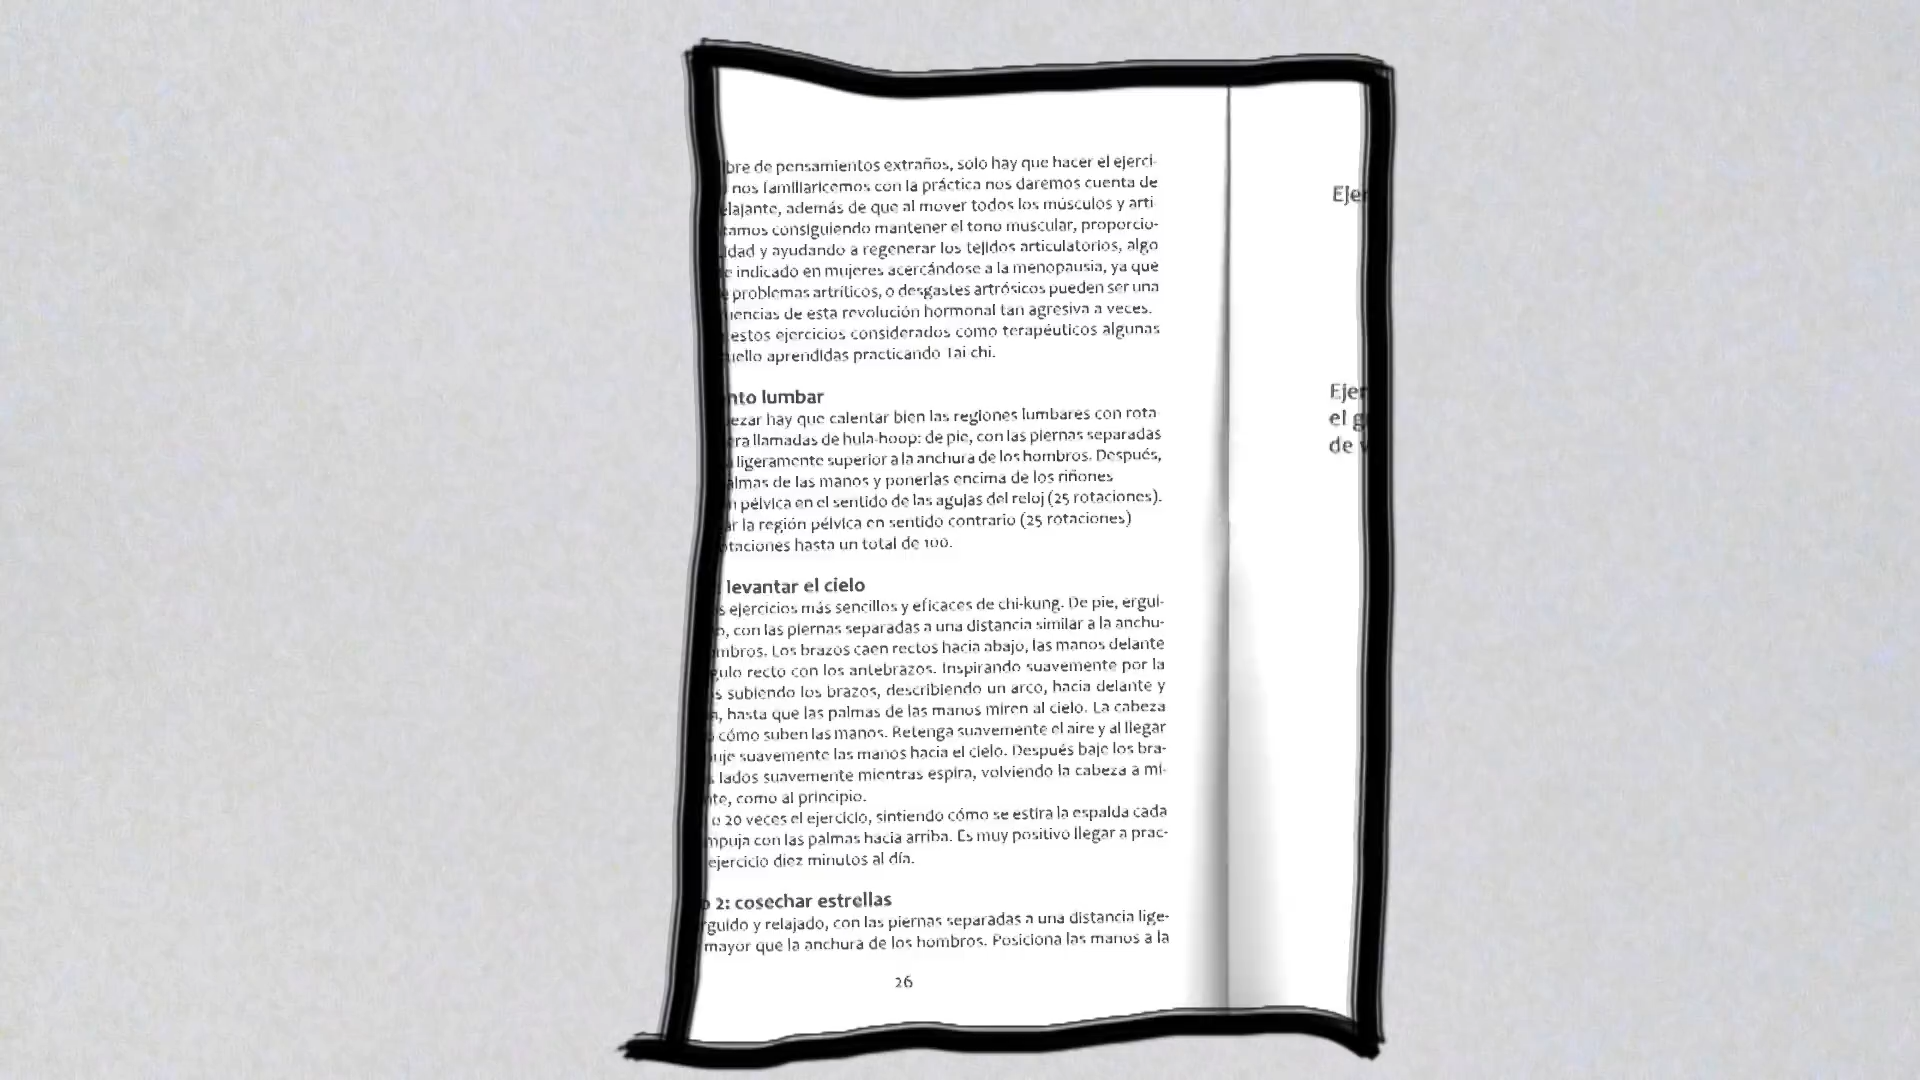 bre de pensamientos extraños, solo hay que hacer el ejerci-
nos familiaricemos con la práctica nos daremos cuenta de
elajante, además de que al mover todos los músculos y arti-
tamos consiguiendo mantener el tono muscular, proporcio-
idad y ayudando a regenerar los tejidos articulatorios, algo
e indicado en mujeres acercándose a la menopausia, ya que
problemas artríticos, o desgastes artrósicos pueden ser una
uencias de esta revolución hormonal tan agresiva a veces.
estos ejercicios considerados como terapéuticos algunas
uello aprendidas practicando Tai chi.
nto lumbar
ezar hay que calentar bien las regiones lumbares con rota-
era llamadas de hula-hoop: de pie, con las piernas separadas
ligeramente superior a la anchura de los hombros. Después,
almas de las manos y ponerlas encima de los riñones
n pélvica en el sentido de las agujas del reloj (25 rotaciones).
ar la región pélvica en sentido contrario (25 rotaciones)
otaciones hasta un total de 100.
: levantar el cielo
s ejercicios más sencillos y eficaces de chi-kung. De pie, ergui-
o, con las piernas separadas a una distancia similar a la anchu-
mbros. Los brazos caen rectos hacia abajo, las manos delante
gulo recto con los antebrazos. Inspirando suavemente por la
s subiendo los brazos, describiendo un arco, hacia delante y
a, hasta que las palmas de las manos miren al cielo. La cabeza
cómo suben las manos. Retenga suavemente el aire y al llegar
uje suavemente las manos hacia el cielo. Después baje los bra-
s lados suavemente mientras espira, volviendo la cabeza a mi-
nte, como al principio.
o 20 veces el ejercicio, sintiendo cómo se estira la espalda cada
mpuja con las palmas hacia arriba. Es muy positivo llegar a prac-
ejercicio diez minutos al día.
o 2: cosechar estrellas
rguido y relajado, con las piernas separadas a una distancia lige-
mayor que la anchura de los hombros. Posiciona las manos a la
26
Ejer
Ejer
el g
de v